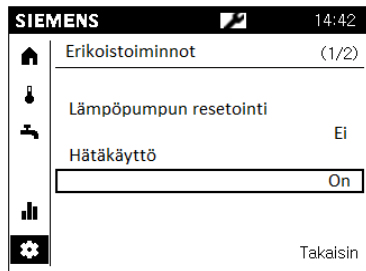 SIEMENS 14:42
Erikoistoiminnot (1/2)
Lämpöpumpun resetointi
Ei
Hätäkäyttö
On
Takaisin